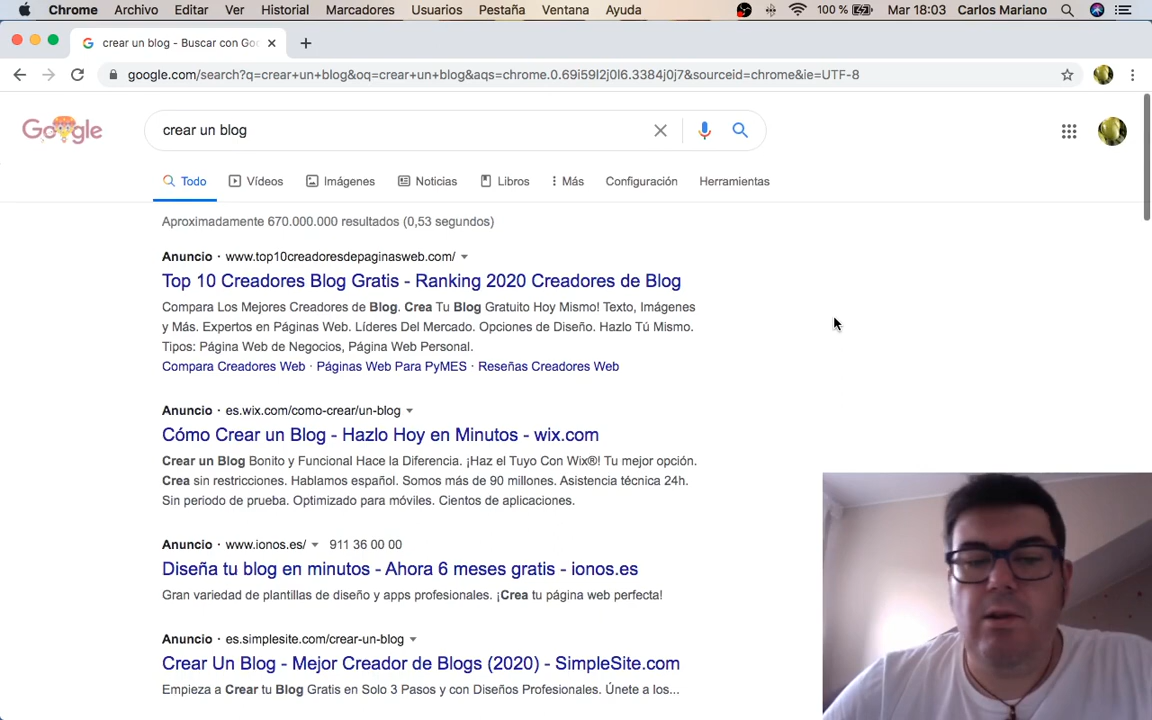 Chrome Archivo Editar Ver Historial Marcadores Usuarios Pestaña Ventana Ayuda 100 % Mar 18:03 Carlos Mariano
crear un blog - Buscar con Goo
google.com/search?q=crear+un+blog&oq=crear+un+blog&aqs=chrome.0.69i59l2j0l6.3384j0j7&sourceid=chrome&ie=UTF-8
Google
crear un blog
Todo Vídeos Imágenes Noticias Libros Más Configuración Herramientas
Aproximadamente 670.000.000 resultados (0,53 segundos)
Anuncio · www.top10creadoresdepaginasweb.com/
Top 10 Creadores Blog Gratis - Ranking 2020 Creadores de Blog
Compara Los Mejores Creadores de Blog. Crea Tu Blog Gratuito Hoy Mismo! Texto, Imágenes
y Más. Expertos en Páginas Web. Líderes Del Mercado. Opciones de Diseño. Hazlo Tú Mismo.
Tipos: Página Web de Negocios, Página Web Personal.
Compara Creadores Web · Páginas Web Para PyMES · Reseñas Creadores Web
Anuncio · es.wix.com/como-crear/un-blog
Cómo Crear un Blog - Hazlo Hoy en Minutos - wix.com
Crear un Blog Bonito y Funcional Hace la Diferencia. ¡Haz el Tuyo Con Wix®! Tu mejor opción.
Crea sin restricciones. Hablamos español. Somos más de 90 millones. Asistencia técnica 24h.
Sin periodo de prueba. Optimizado para móviles. Cientos de aplicaciones.
Anuncio · www.ionos.es/ 911 36 00 00
Diseña tu blog en minutos - Ahora 6 meses gratis - ionos.es
Gran variedad de plantillas de diseño y apps profesionales. ¡Crea tu página web perfecta!
Anuncio · es.simplesite.com/crear-un-blog
Crear Un Blog - Mejor Creador de Blogs (2020) - SimpleSite.com
Empieza a Crear tu Blog Gratis en Solo 3 Pasos y con Diseños Profesionales. Únete a los...